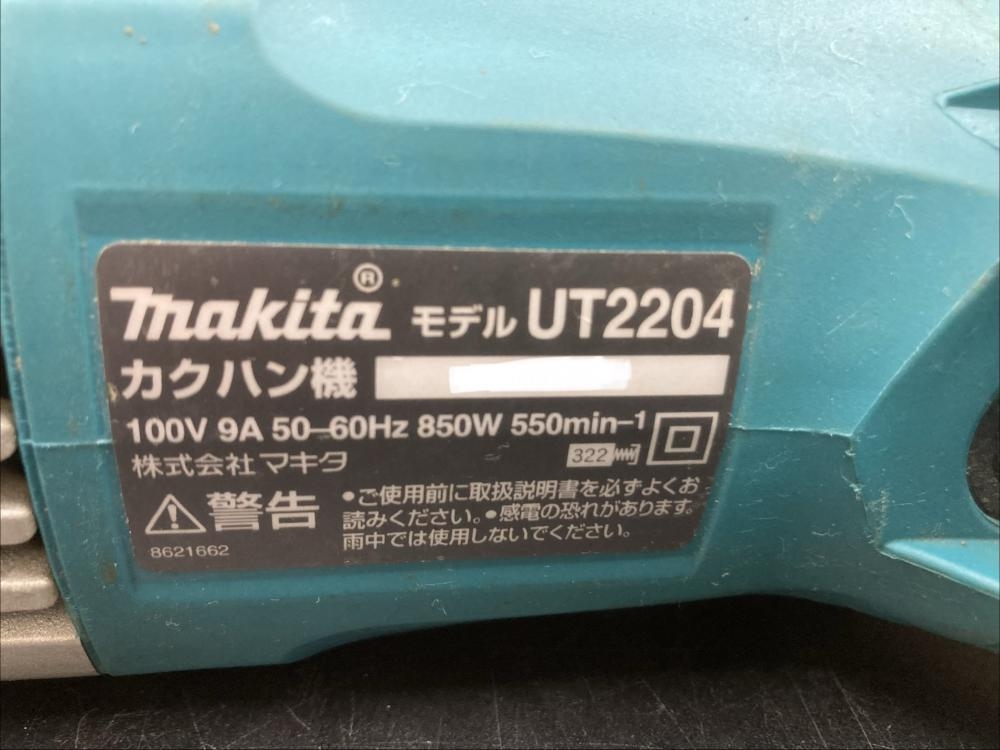 makita® モデル UT2204
カクハン機
100V 9A 50–60Hz 850W 550min–1
株式会社 マキタ
322
警告
•ご使用前に取扱説明書を必ずよくお
読みください。•感電の恐れがあります。
雨中では使用しないでください。
8621662